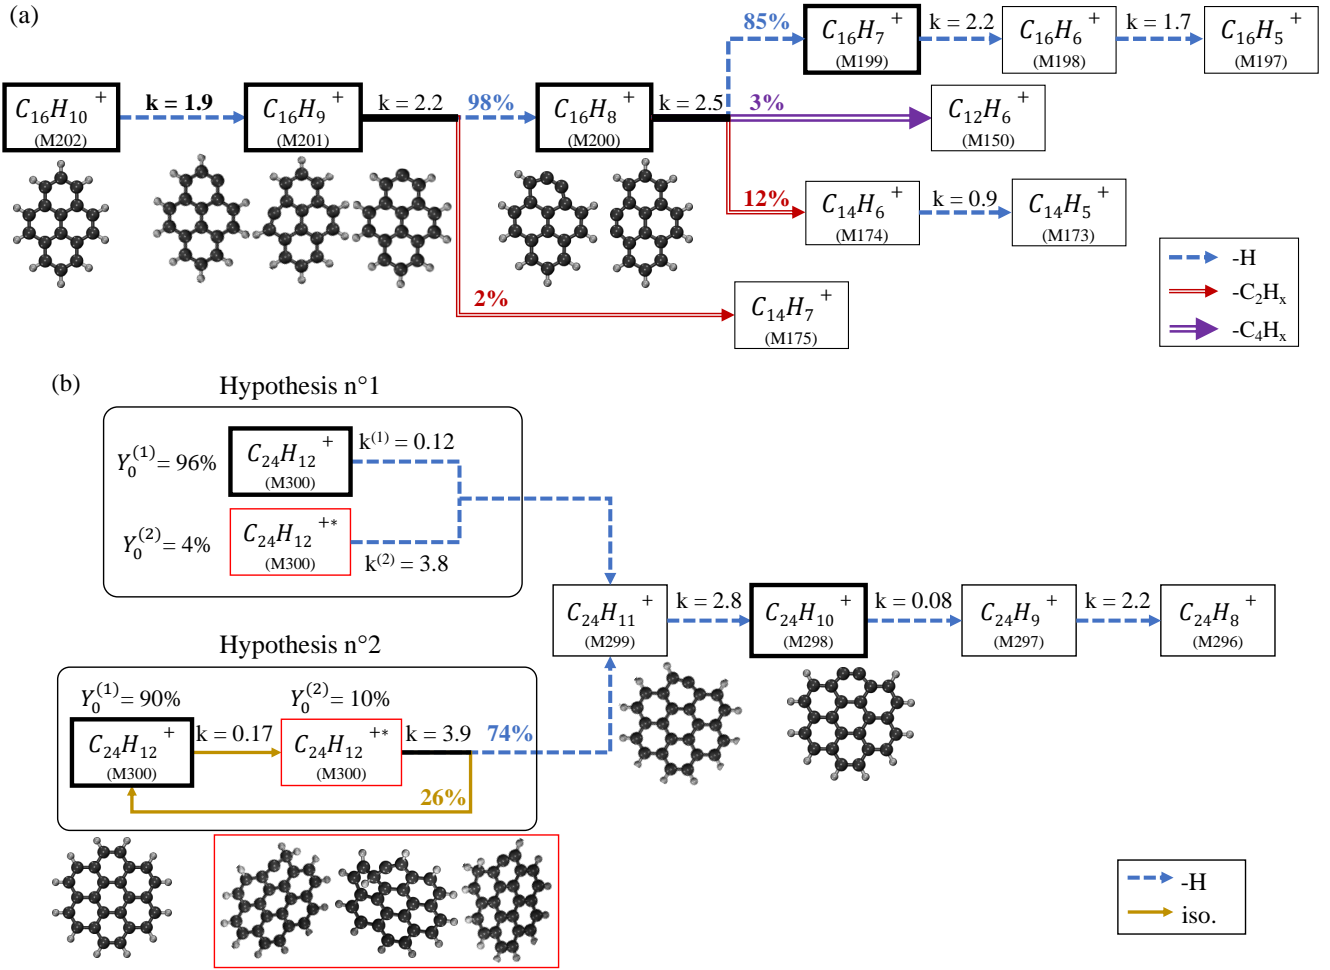 (a)
85%
C16H7+
(M199)
k = 2.2
C16H6+
(M198)
k = 1.7
C16H5+
(M197)
C16H10+
(M202)
k = 1.9
C16H9+
(M201)
k = 2.2
98%
C16H8+
(M200)
k = 2.5
3%
C12H6+
(M150)
12%
C14H6+
(M174)
k = 0.9
C14H5+
(M173)
2%
C14H7+
(M175)
-H
-C2Hx
-C4Hx
(b)
Hypothesis n°1
Y0(1) = 96%
C24H12+
(M300)
k(1) = 0.12
Y0(2) = 4%
C24H12+*
(M300)
k(2) = 3.8
C24H11+
(M299)
k = 2.8
C24H10+
(M298)
k = 0.08
C24H9+
(M297)
k = 2.2
C24H8+
(M296)
Hypothesis n°2
Y0(1) = 90%
Y0(2) = 10%
C24H12+
(M300)
k = 0.17
C24H12+*
(M300)
k = 3.9
74%
26%
-H
iso.